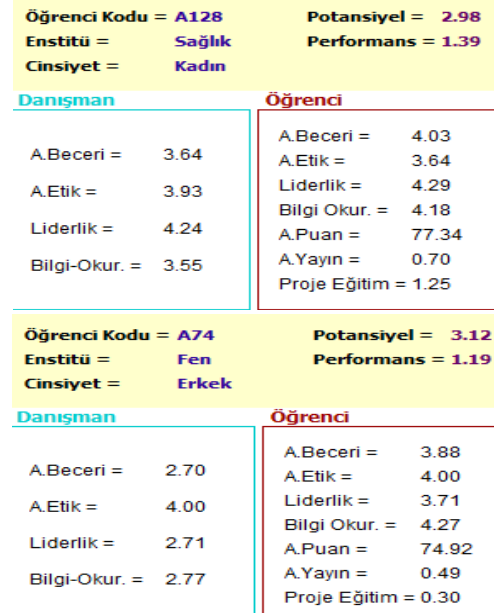 Öğrenci Kodu = A128 Potansiyel = 2.98
Enstitü = Sağlık Performans = 1.39
Cinsiyet = Kadın
Danışman Öğrenci
A.Beceri = 3.64
A.Etik = 3.93
Liderlik = 4.24
Bilgi-Okur. = 3.55
A.Beceri = 4.03
A.Etik = 3.64
Liderlik = 4.29
Bilgi Okur. = 4.18
A.Puan = 77.34
A.Yayın = 0.70
Proje Eğitim = 1.25
Öğrenci Kodu = A74 Potansiyel = 3.12
Enstitü = Fen Performans = 1.19
Cinsiyet = Erkek
Danışman Öğrenci
A.Beceri = 2.70
A.Etik = 4.00
Liderlik = 2.71
Bilgi-Okur. = 2.77
A.Beceri = 3.88
A.Etik = 4.00
Liderlik = 3.71
Bilgi Okur. = 4.27
A.Puan = 74.92
A.Yayın = 0.49
Proje Eğitim = 0.30